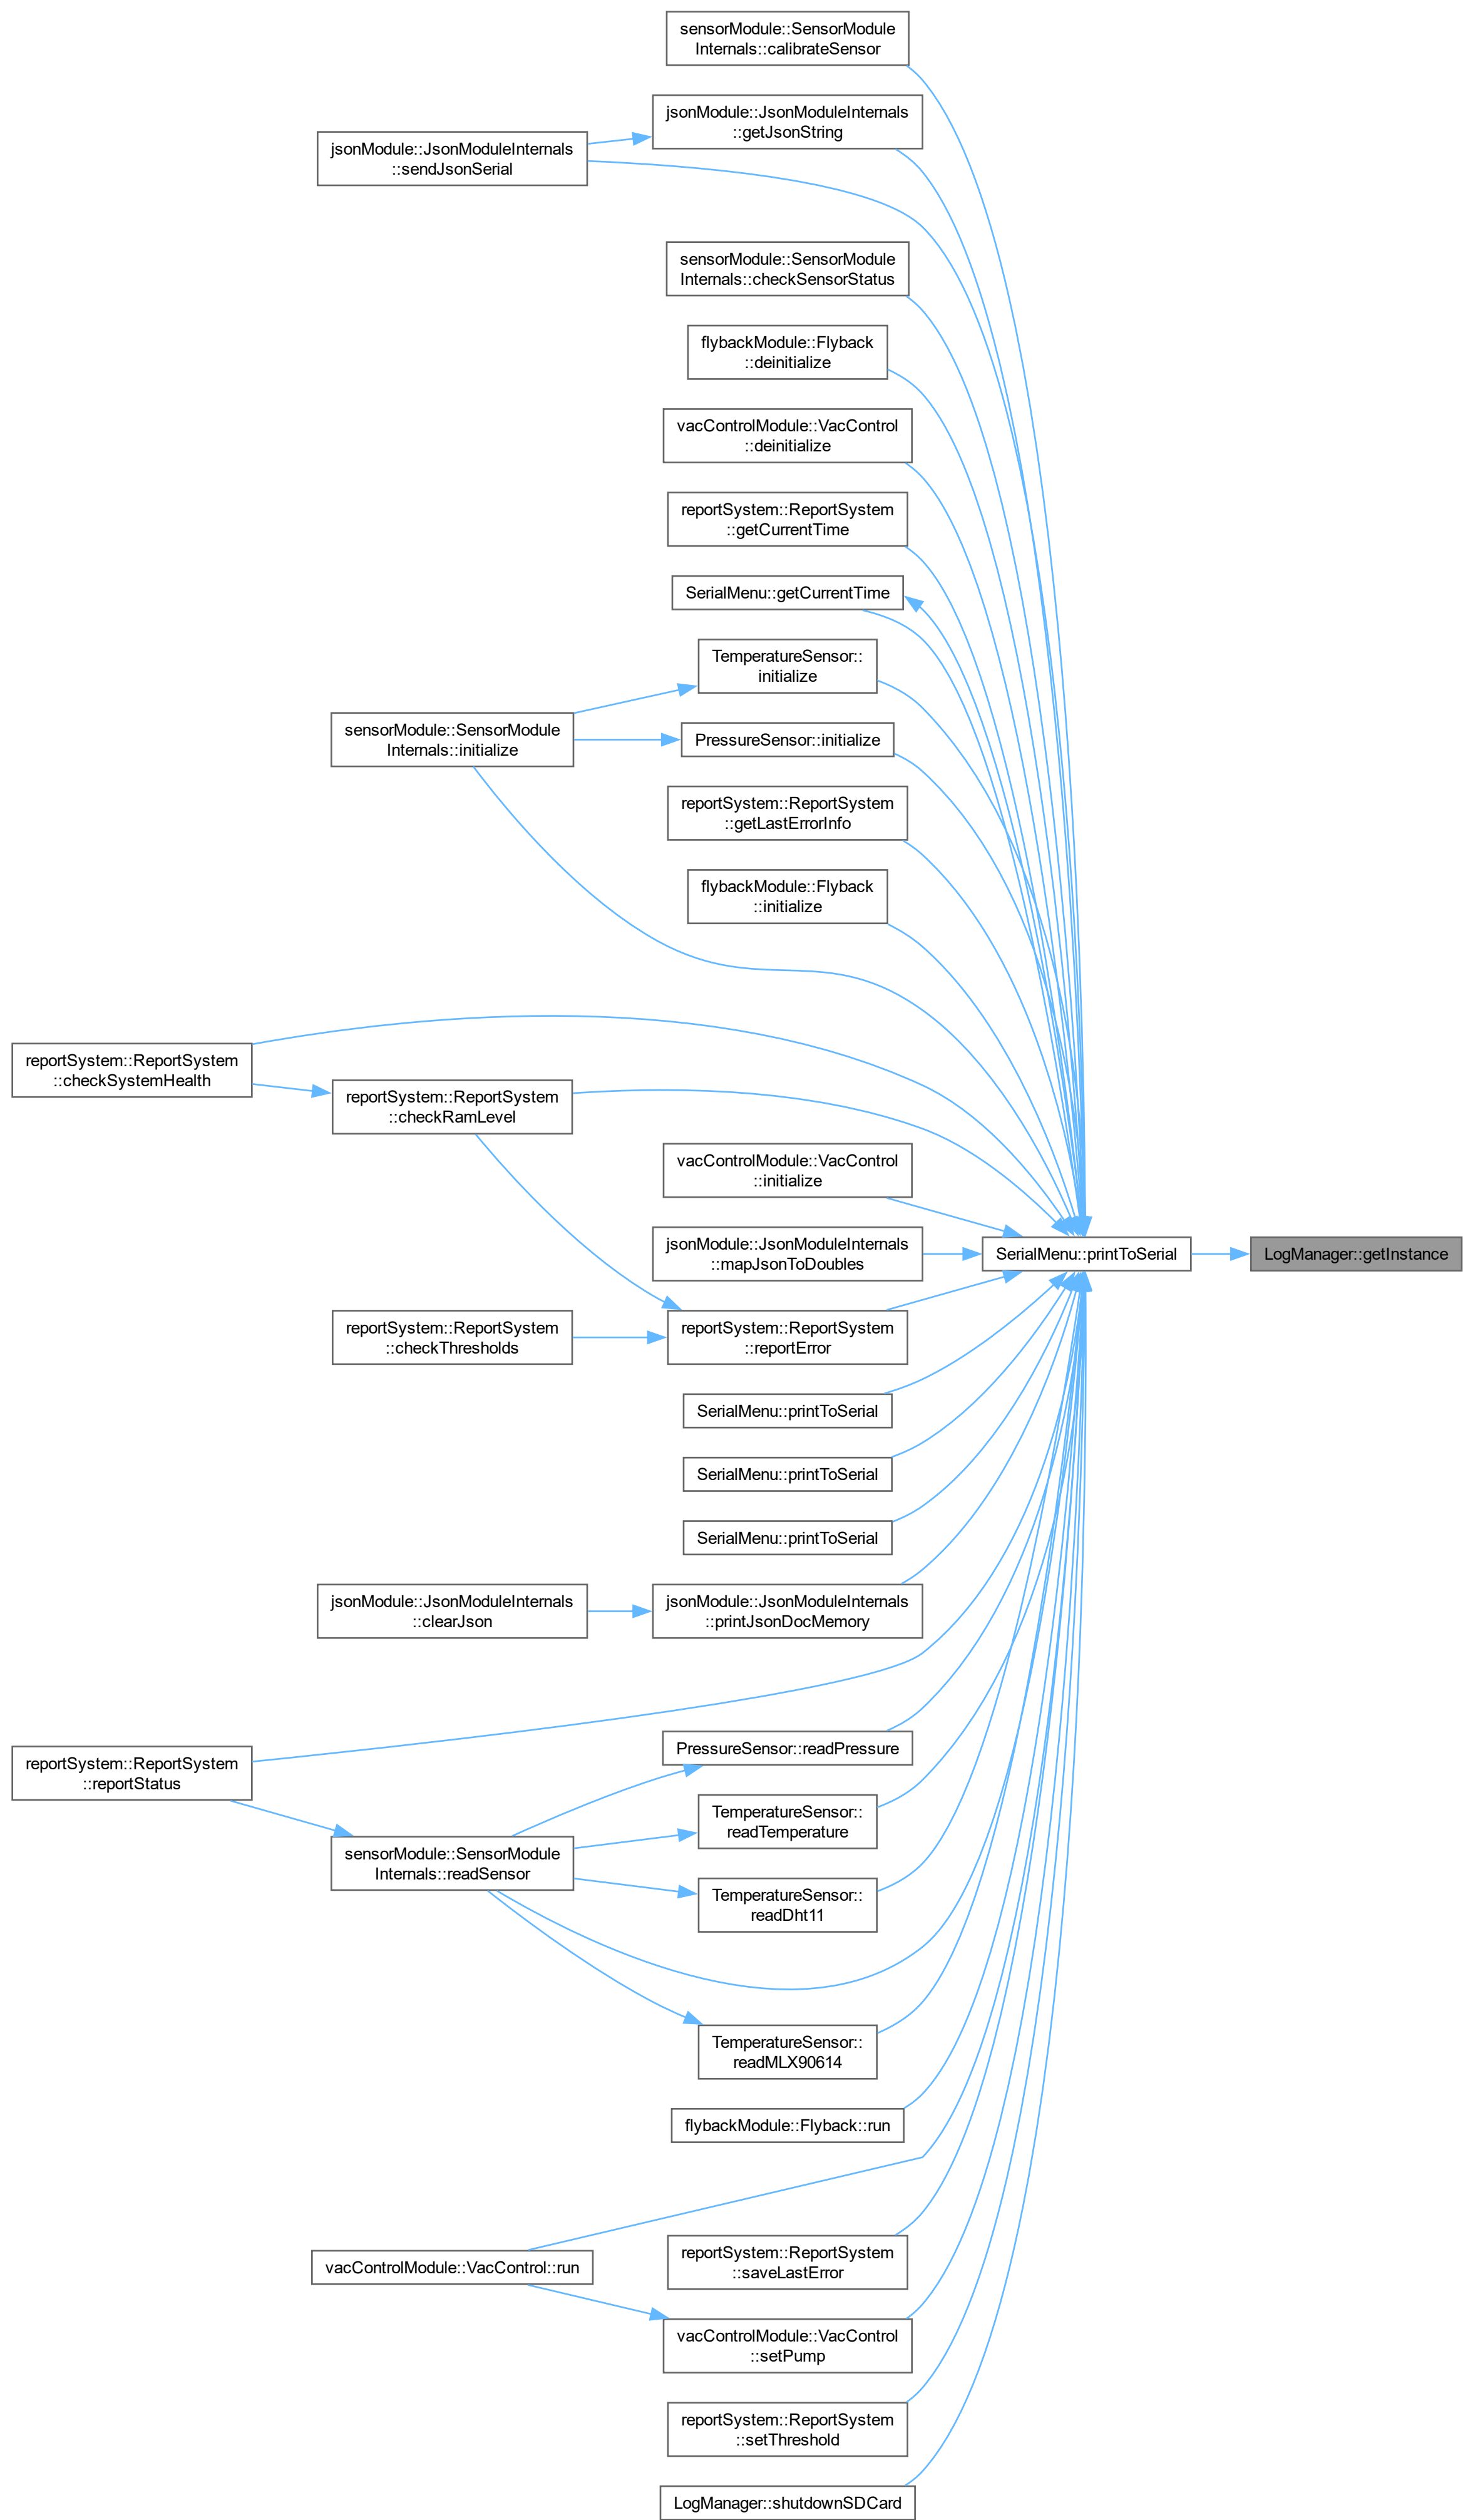 sensorModule::SensorModule
Internals::calibrateSensor
jsonModule::JsonModuleInternals
::getJsonString
jsonModule::JsonModuleInternals
::sendJsonSerial
sensorModule::SensorModule
Internals::checkSensorStatus
flybackModule::Flyback
::deinitialize
vacControlModule::VacControl
::deinitialize
reportSystem::ReportSystem
::getCurrentTime
SerialMenu::getCurrentTime
TemperatureSensor::
initialize
sensorModule::SensorModule
Internals::initialize
PressureSensor::initialize
reportSystem::ReportSystem
::getLastErrorInfo
flybackModule::Flyback
::initialize
reportSystem::ReportSystem
::checkSystemHealth
reportSystem::ReportSystem
::checkRamLevel
vacControlModule::VacControl
::initialize
jsonModule::JsonModuleInternals
::mapJsonToDoubles
SerialMenu::printToSerial
LogManager::getInstance
reportSystem::ReportSystem
::checkThresholds
reportSystem::ReportSystem
::reportError
SerialMenu::printToSerial
SerialMenu::printToSerial
SerialMenu::printToSerial
jsonModule::JsonModuleInternals
::clearJson
jsonModule::JsonModuleInternals
::printJsonDocMemory
reportSystem::ReportSystem
::reportStatus
PressureSensor::readPressure
TemperatureSensor::
readTemperature
sensorModule::SensorModule
Internals::readSensor
TemperatureSensor::
readDht11
TemperatureSensor::
readMLX90614
flybackModule::Flyback::run
reportSystem::ReportSystem
::saveLastError
vacControlModule::VacControl::run
vacControlModule::VacControl
::setPump
reportSystem::ReportSystem
::setThreshold
LogManager::shutdownSDCard